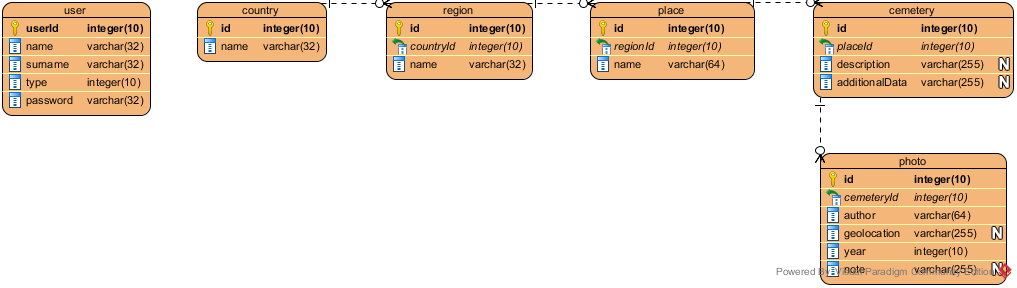 user
userId integer(10)
name varchar(32)
surname varchar(32)
type integer(10)
password varchar(32)
country
id integer(10)
name varchar(32)
region
id integer(10)
countryId integer(10)
name varchar(32)
place
id integer(10)
regionId integer(10)
name varchar(64)
cemetery
id integer(10)
placeId integer(10)
description varchar(255) N
additionalData varchar(255) N
photo
id integer(10)
cemeteryId integer(10)
author varchar(64)
geolocation varchar(255) N
year integer(10)
note varchar(255) N
Powered By Visual Paradigm Community Edition